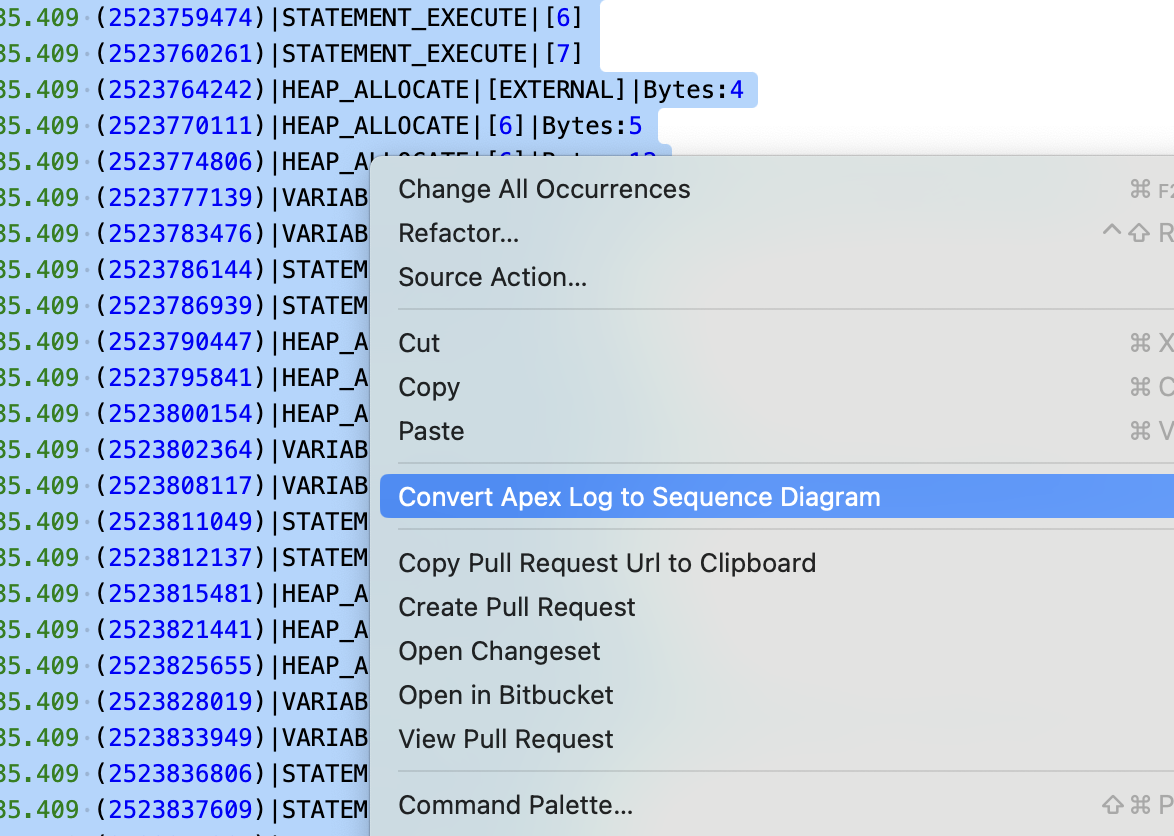 35.409 (2523759474)|STATEMENT_EXECUTE|[6]
35.409 (2523760261)|STATEMENT_EXECUTE|[7]
35.409 (2523764242)|HEAP_ALLOCATE|[EXTERNAL]|Bytes:4
35.409 (2523770111)|HEAP_ALLOCATE|[6]|Bytes:5
35.409 (2523774806)|HEAP_ALLOCATE|[6]|Bytes:12
35.409 (2523777139)|VARIAB
35.409 (2523783476)|VARIAB
35.409 (2523786144)|STATEM
35.409 (2523786939)|STATEM
35.409 (2523790447)|HEAP_A
35.409 (2523795841)|HEAP_A
35.409 (2523800154)|HEAP_A
35.409 (2523802364)|VARIAB
35.409 (2523808117)|VARIAB
35.409 (2523811049)|STATEM
35.409 (2523812137)|STATEM
35.409 (2523815481)|HEAP_A
35.409 (2523821441)|HEAP_A
35.409 (2523825655)|HEAP_A
35.409 (2523828019)|VARIAB
35.409 (2523833949)|VARIAB
35.409 (2523836806)|STATEM
35.409 (2523837609)|STATEM
Change All Occurrences ⌘ F2
Refactor... ^ ⇧ R
Source Action...
Cut ⌘ X
Copy ⌘ C
Paste ⌘ V
Convert Apex Log to Sequence Diagram
Copy Pull Request Url to Clipboard
Create Pull Request
Open Changeset
Open in Bitbucket
View Pull Request
Command Palette... ⇧ ⌘ P